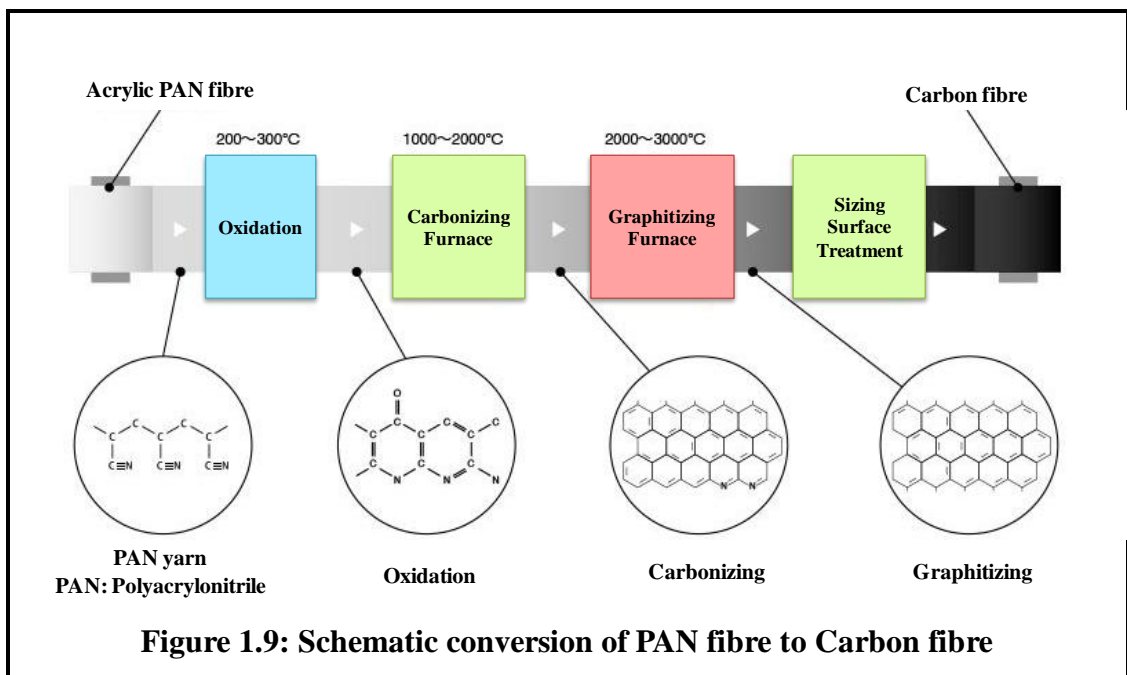 Acrylic PAN fibre
Carbon fibre
200～300°C
1000～2000°C
2000～3000°C
Oxidation
Carbonizing
Furnace
Graphitizing
Furnace
Sizing
Surface
Treatment
C C
C C C
C≡N C≡N C≡N
O
C
C C C C
C C C C
N N N
N N
PAN yarn
PAN: Polyacrylonitrile
Oxidation
Carbonizing
Graphitizing
Figure 1.9: Schematic conversion of PAN fibre to Carbon fibre